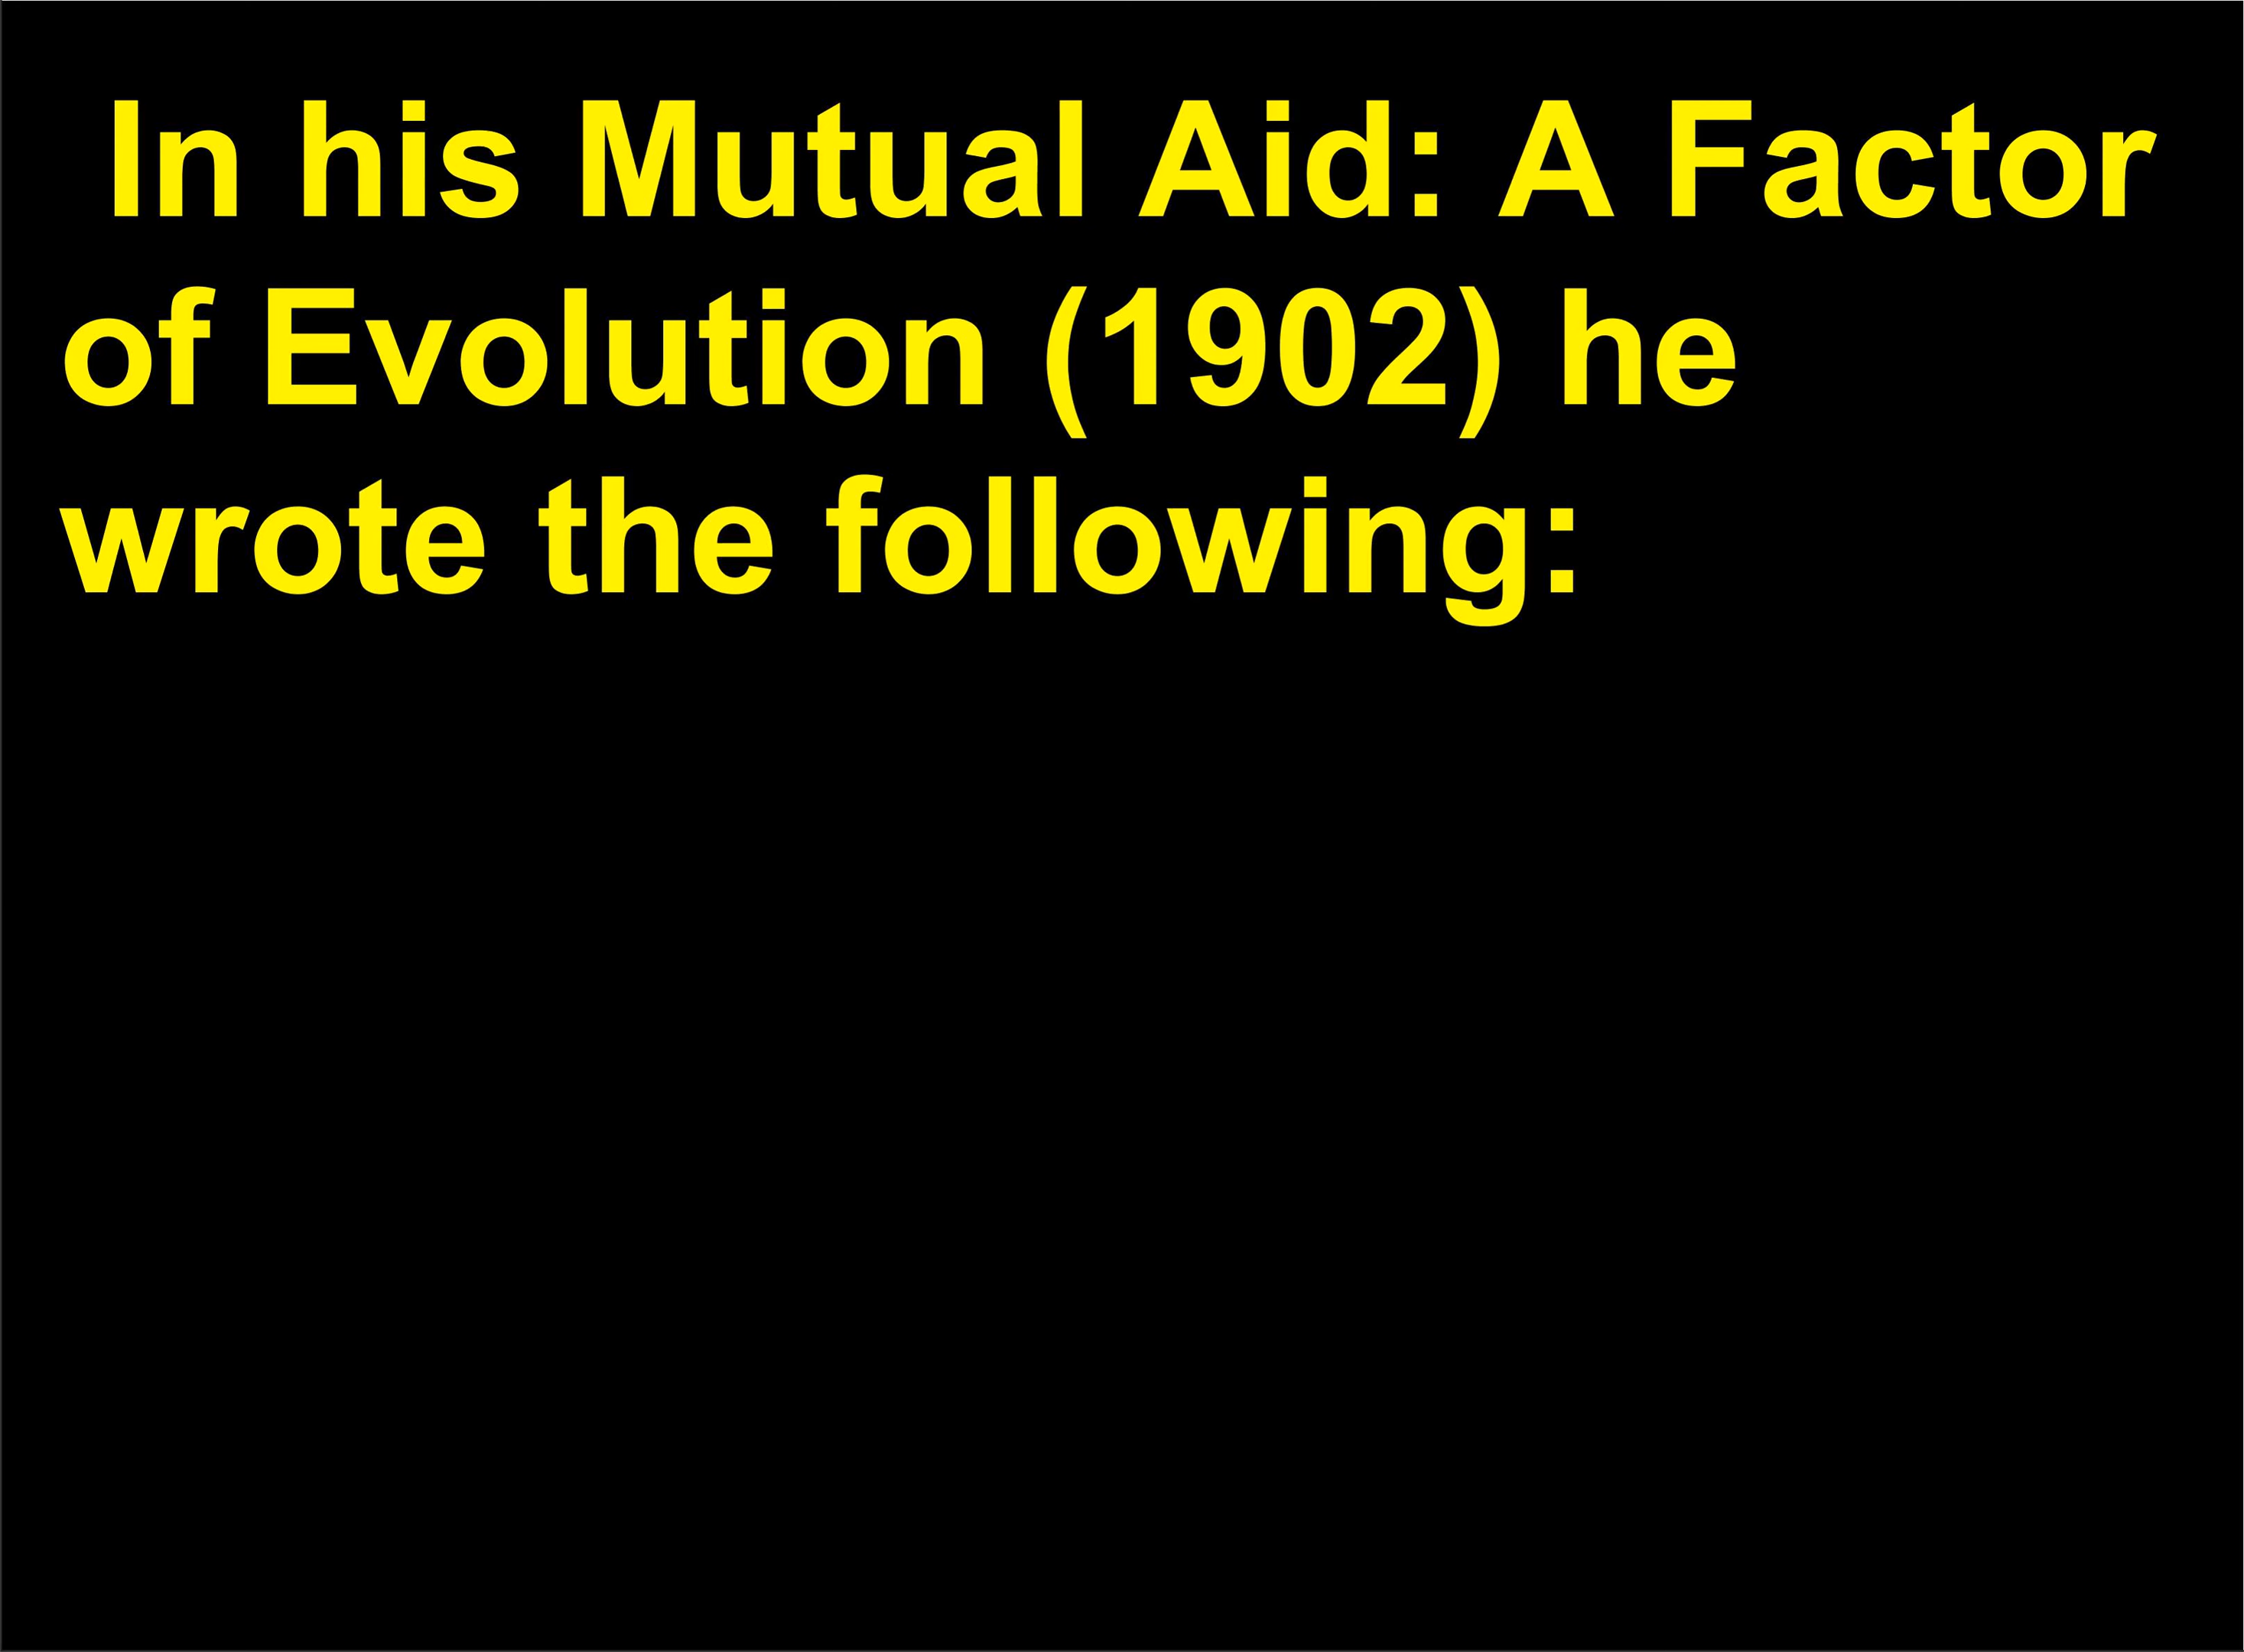 In his Mutual Aid: A Factor
of Evolution (1902) he
wrote the following: